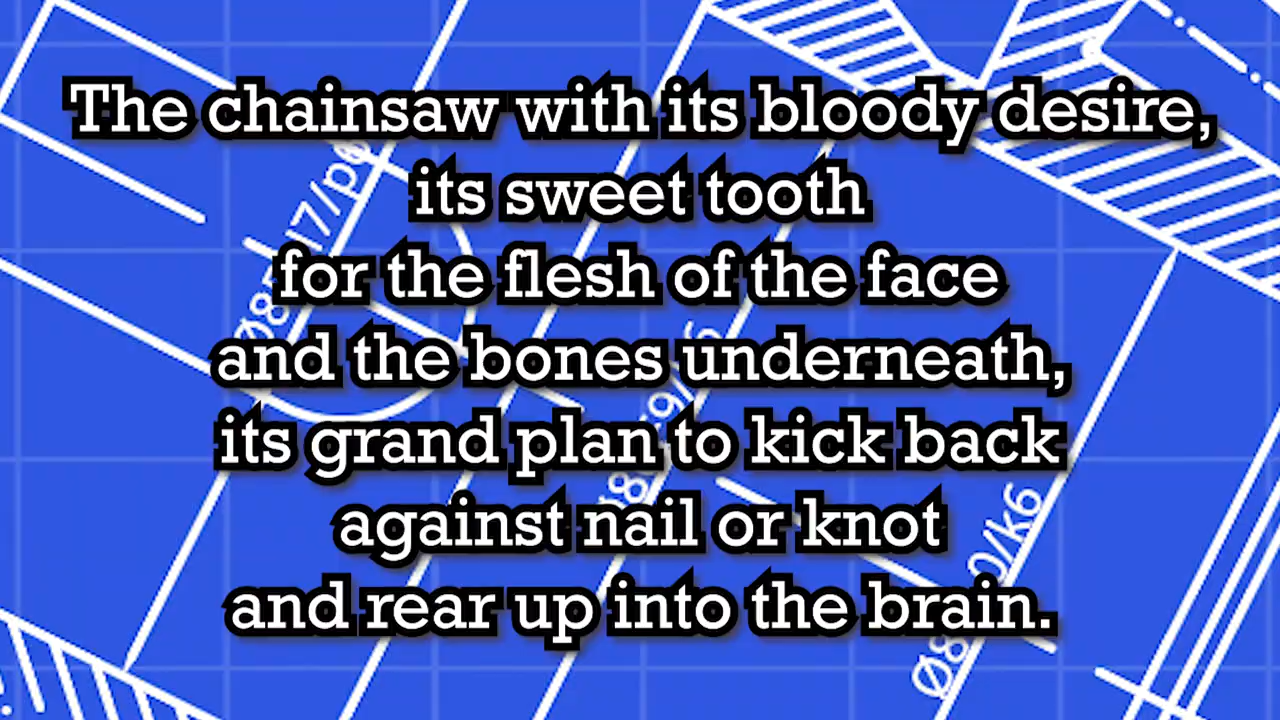 The chainsaw with its bloody desire,
its sweet tooth
for the flesh of the face
and the bones underneath,
its grand plan to kick back
against nail or knot
and rear up into the brain.